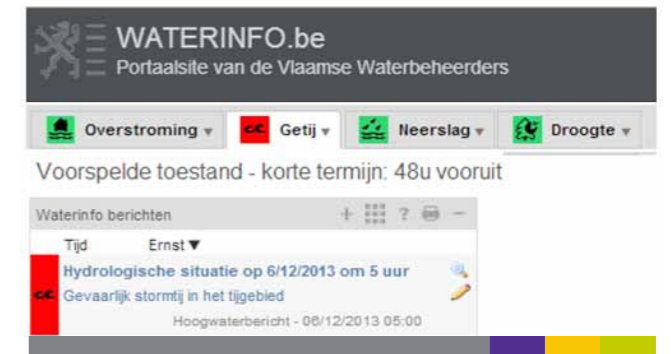 WATERINFO.be
Portaalsite van de Vlaamse Waterbeheerders
Overstroming ▼ Getij ▼ Neerslag ▼ Droogte ▼
Voorspelde toestand - korte termijn: 48u vooruit
Waterinfo berichten + ? −
Tijd Ernst ▼
Hydrologische situatie op 6/12/2013 om 5 uur
Gevaarlijk stormtij in het tijgebied
Hoogwaterbericht - 06/12/2013 05:00